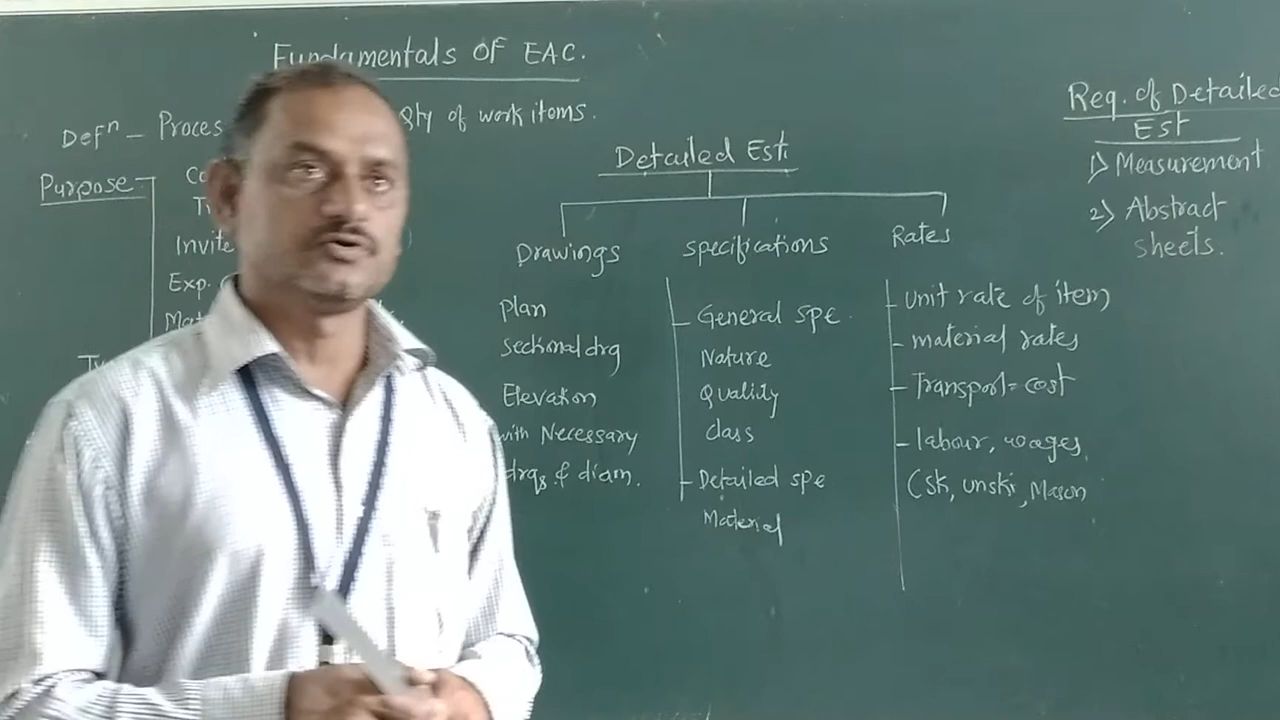 Fundamentals OF EAC.
Defⁿ - Proces
Qty of work items.
Purpose
Invite
Exp.
Detailed Est.
Drawings
Plan
Sectional drg
Elevation
with Necessary
drgs & diam.
Specifications
General spe.
Nature
Quality
class
Detailed spe
Material
Rates
unit rate of item
material rates
Transport = cost
labour, wages.
(Sk, unski, Mason
Req. of Detailed
Est
1) Measurement
2) Abstract
sheets.